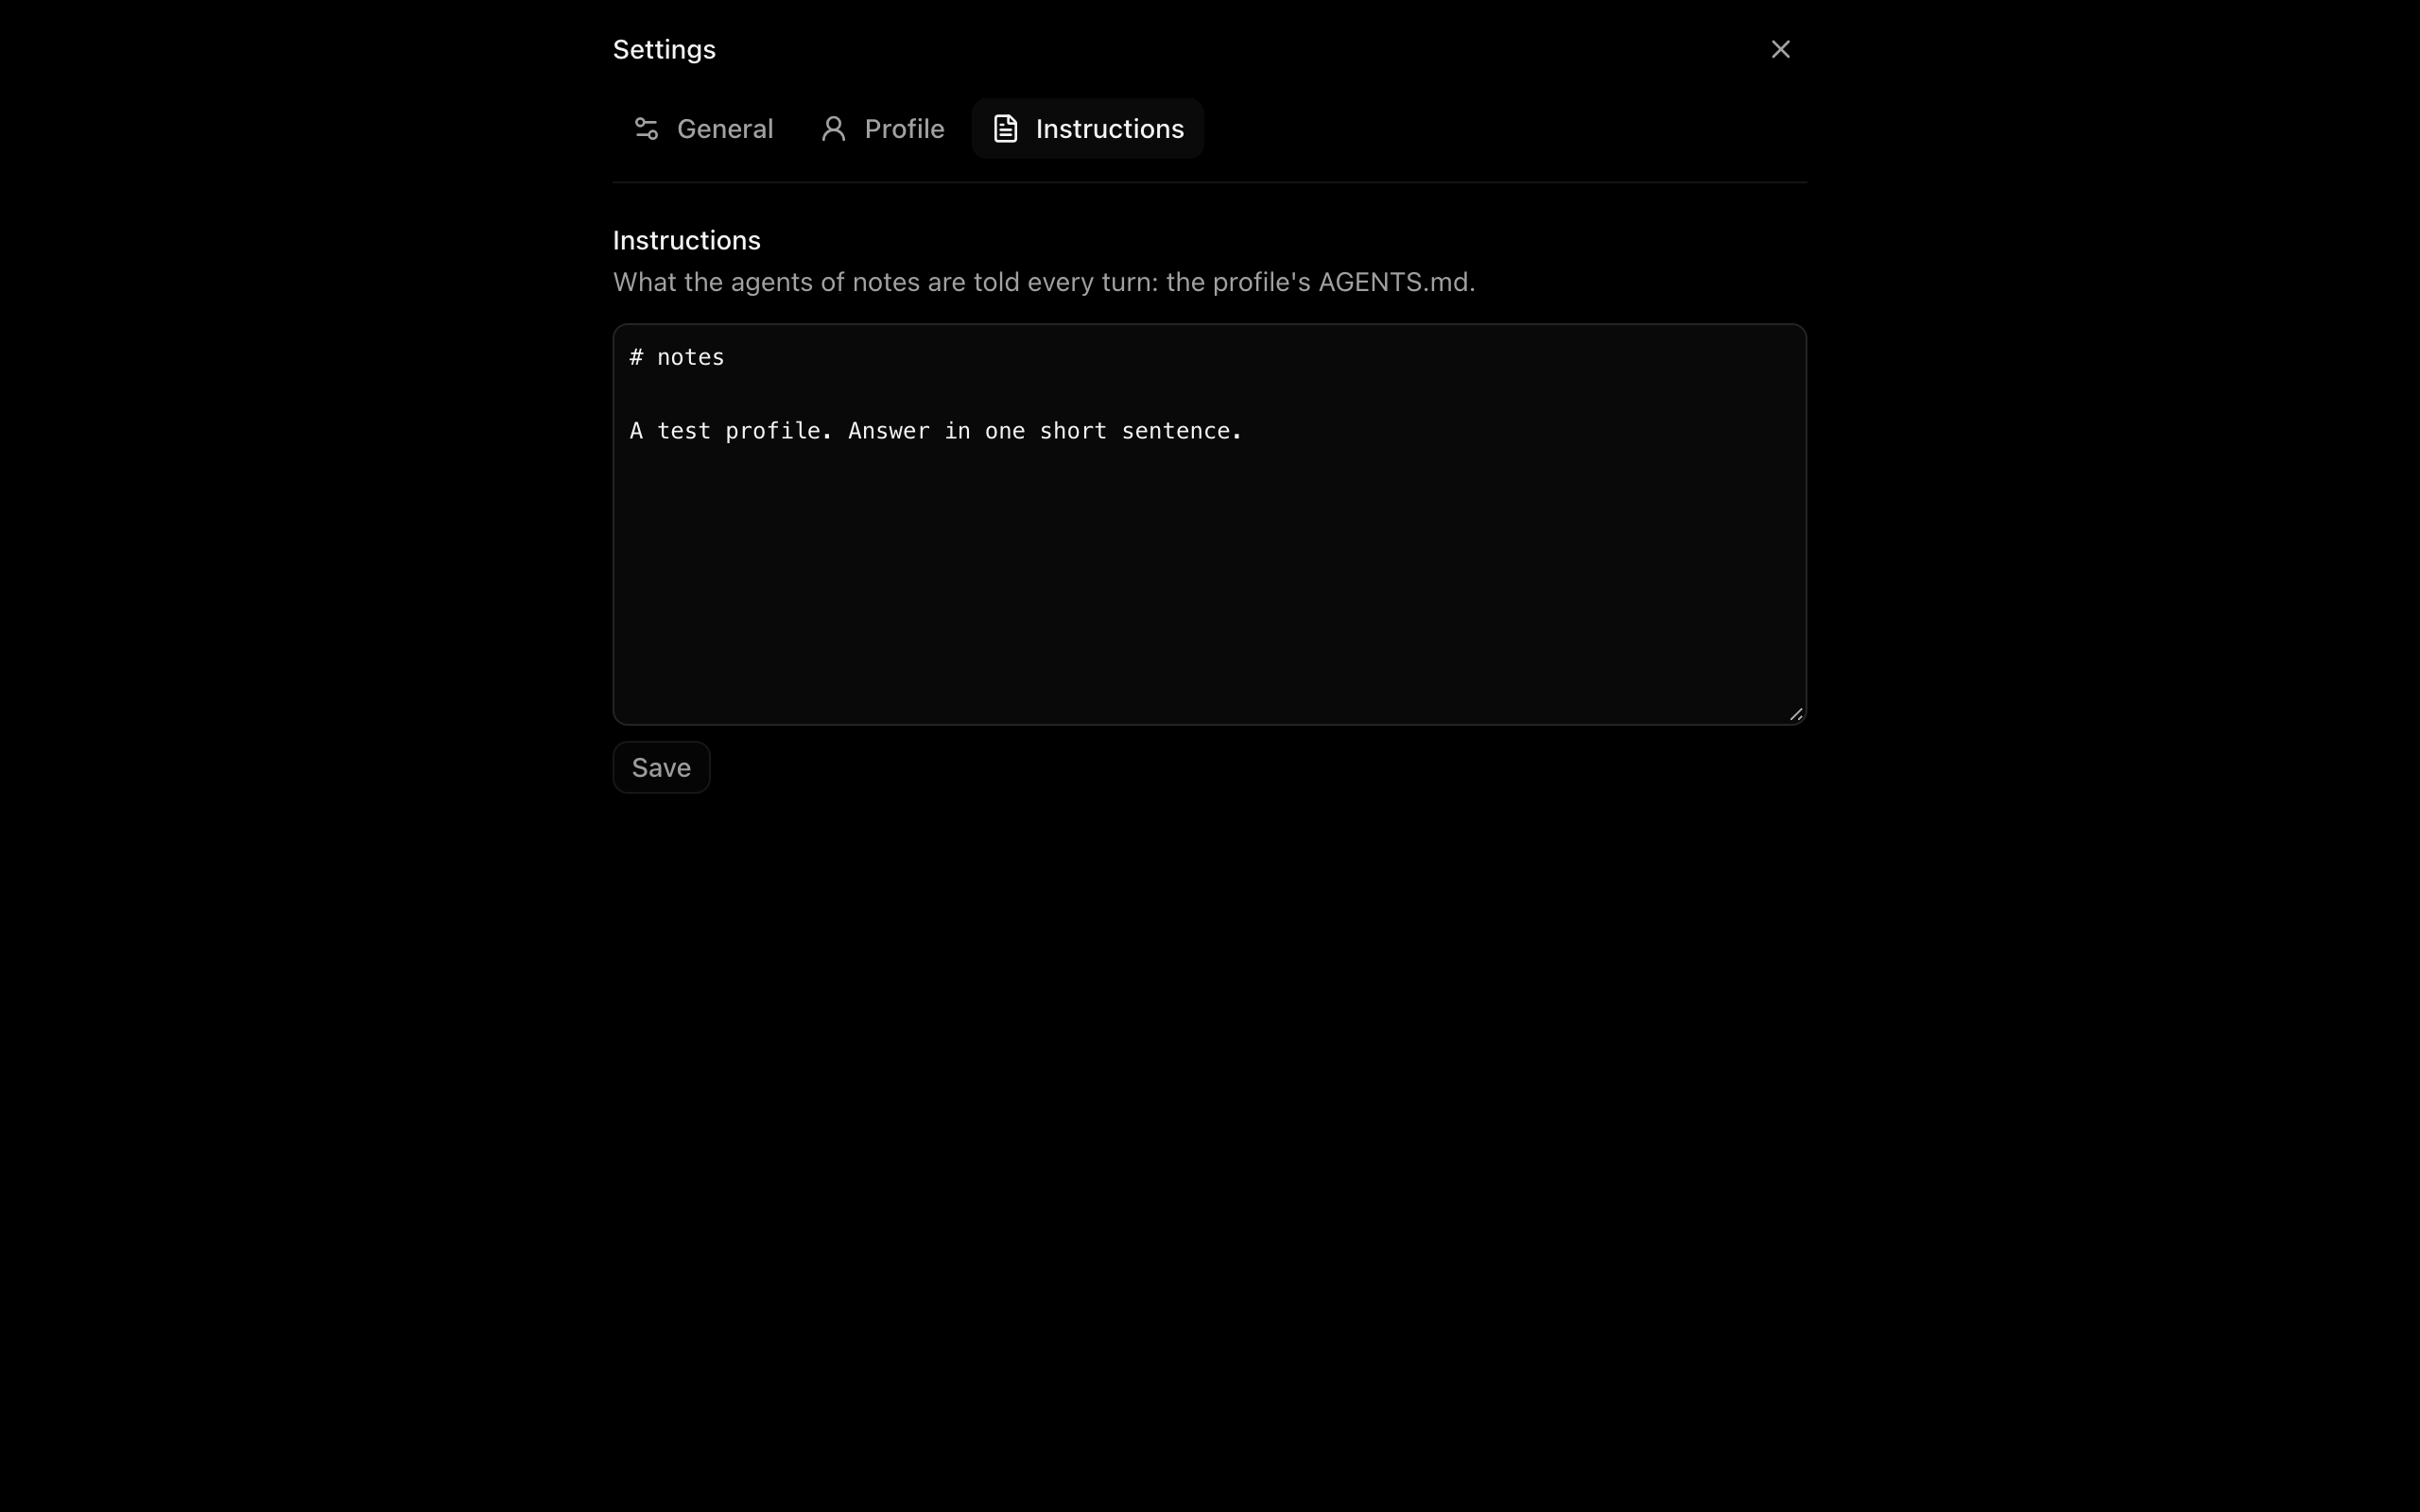 Settings
General
Profile
Instructions
Instructions
What the agents of notes are told every turn: the profile's AGENTS.md.
# notes
A test profile. Answer in one short sentence.
Save